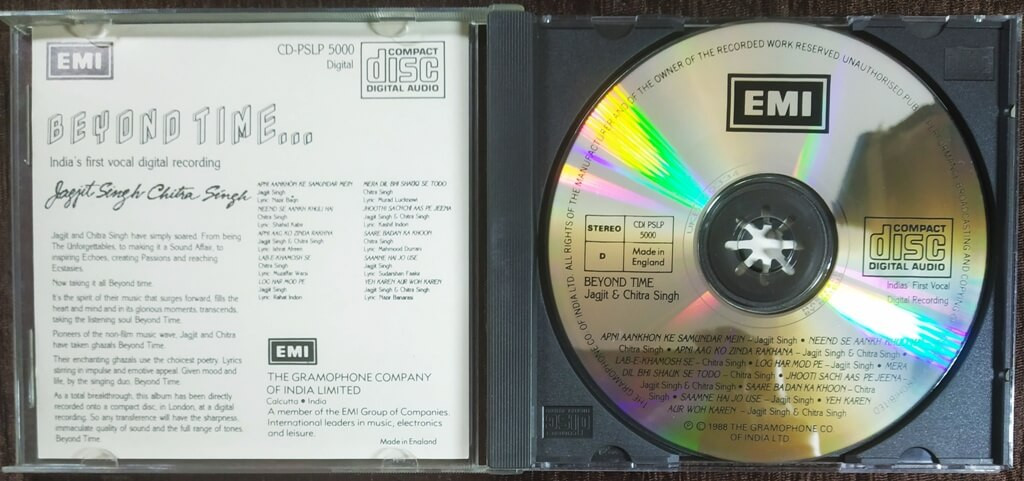 EMI
CD-PSLP 5000
Digital
COMPACT
disc
DIGITAL AUDIO
BEYOND TIME...
India's first vocal digital recording
Jagjit Singh Chitra Singh
Jagjit and Chitra Singh have simply soared. From being
The Unforgettables, to making it a Sound Affair, to
inspiring Echoes, creating Passions and reaching
Ecstasies.
Now taking it all Beyond Time.
It's the spirit of their music that surges forward, fills the
heart and mind and in its glorious moments, transcends,
taking the listening soul Beyond Time.
Pioneers of the non-film music wave, Jagjit and Chitra
have taken ghazals Beyond Time.
Their enchanting ghazals use the choicest poetry. Lyrics
stirring in impulse and emotive appeal. Given mood and
life, by the singing duo. Beyond Time.
As a total breakthrough, this album has been directly
recorded onto a compact disc, in London, at a digital
recording. So any transference will have the sharpness,
immaculate quality of sound and the full range of tones.
Beyond Time.
APNI AANKHON KE SAMUNDAR MEIN
Jagjit Singh
Lyric: Nazir Baqri
NEEND SE AANKH KHULI HAI
Chitra Singh
Lyric: Shahid Kabir
APNI AAG KO ZINDA RAKHNA
Jagjit Singh & Chitra Singh
LAB-E-KHAMOSH SE
Chitra Singh
Lyric: Muzaffar Warsi
LOG HAR MOD PE
Jagjit Singh
Lyric: Rahat Indori
MERA DIL BHI SHAUQ SE TODO
Chitra Singh
JHOOTHI SACHCHI AAS PE JEENA
Jagjit Singh & Chitra Singh
SAARE BADAN KA KHOON
Chitra Singh
SAAMNE HAI JO USE
Jagjit Singh
Lyric: Sudarshan Faakir
YEH KAREN AUR WOH KAREN
Jagjit Singh & Chitra Singh
EMI
THE GRAMOPHONE COMPANY
OF INDIA LIMITED
Calcutta • India
A member of the EMI Group of Companies.
International leaders in music, electronics
and leisure.
Made in England
ALL RIGHTS OF THE MANUFACTURER AND OF THE OWNER OF THE RECORDED WORK RESERVED UNAUTHORISED
EMI
STEREO
CDI PSLP
5000
D
Made in
England
COMPACT
disc
DIGITAL AUDIO
BEYOND TIME
Jagjit & Chitra Singh
Indias First Vocal
Digital Recording
APNI AANKHON KE SAMUNDAR MEIN – Jagjit Singh • NEEND SE AANKH
Chitra Singh • APNI AAG KO ZINDA RAKHANA – Jagjit Singh & Chitra Singh •
LAB-E-KHAMOSH SE – Chitra Singh • LOG HAR MOD PE – Jagjit Singh • MERA
DIL BHI SHAUK SE TODO – Chitra Singh • JHOOTI SACHI AAS PE JEENA –
Jagjit Singh & Chitra Singh • SAARE BADAN KA KHOON – Chitra
Singh • SAAMNE HAI JO USE – Jagjit Singh • YEH KAREN
AUR WOH KAREN – Jagjit Singh & Chitra Singh
Ⓟ © 1988 THE GRAMOPHONE CO.
OF INDIA LTD.